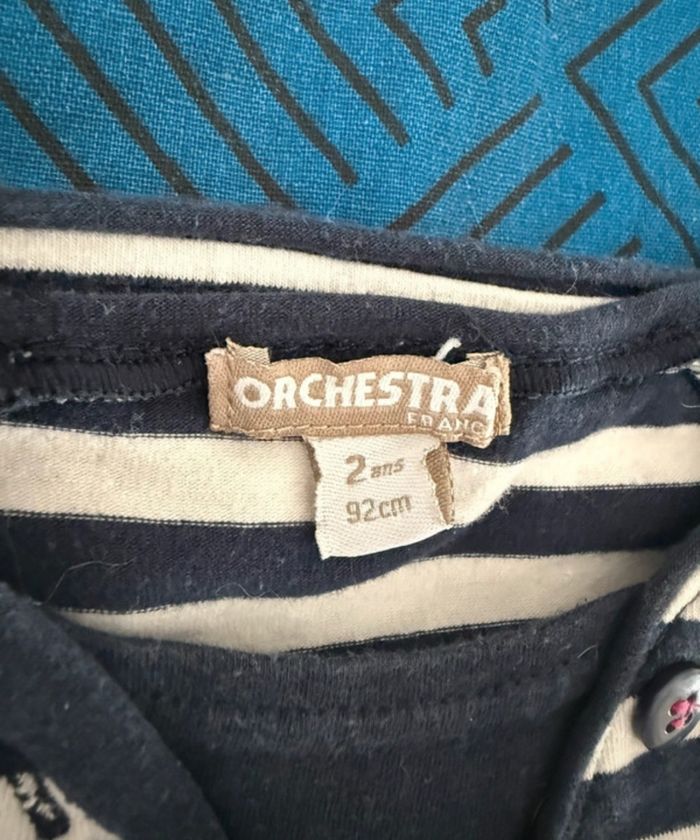 ORCHESTRA
FRANC
2 ans
92cm